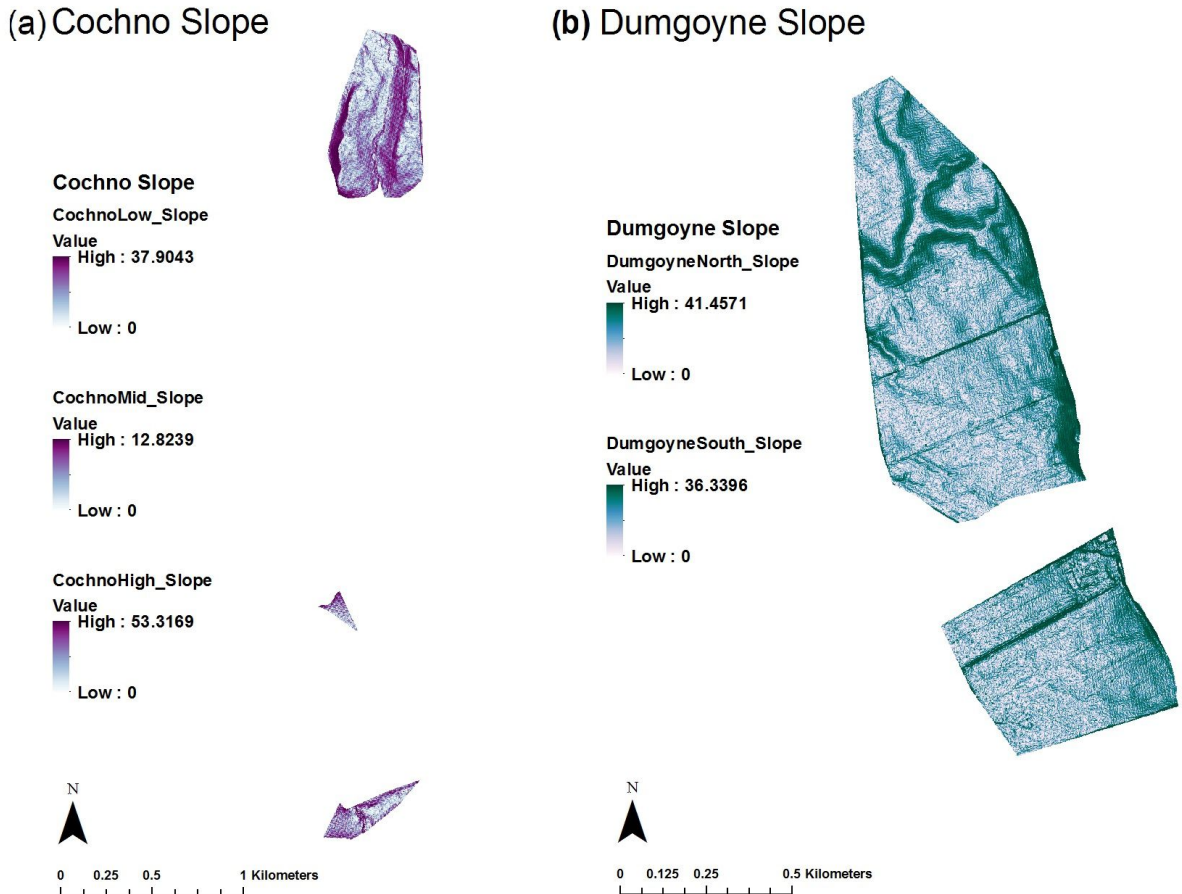 (a) Cochno Slope
Cochno Slope
CochnoLow_Slope
Value
High : 37.9043
Low : 0
CochnoMid_Slope
Value
High : 12.8239
Low : 0
CochnoHigh_Slope
Value
High : 53.3169
Low : 0
N
0 0.25 0.5 1 Kilometers
(b) Dumgoyne Slope
Dumgoyne Slope
DumgoyneNorth_Slope
Value
High : 41.4571
Low : 0
DumgoyneSouth_Slope
Value
High : 36.3396
Low : 0
N
0 0.125 0.25 0.5 Kilometers